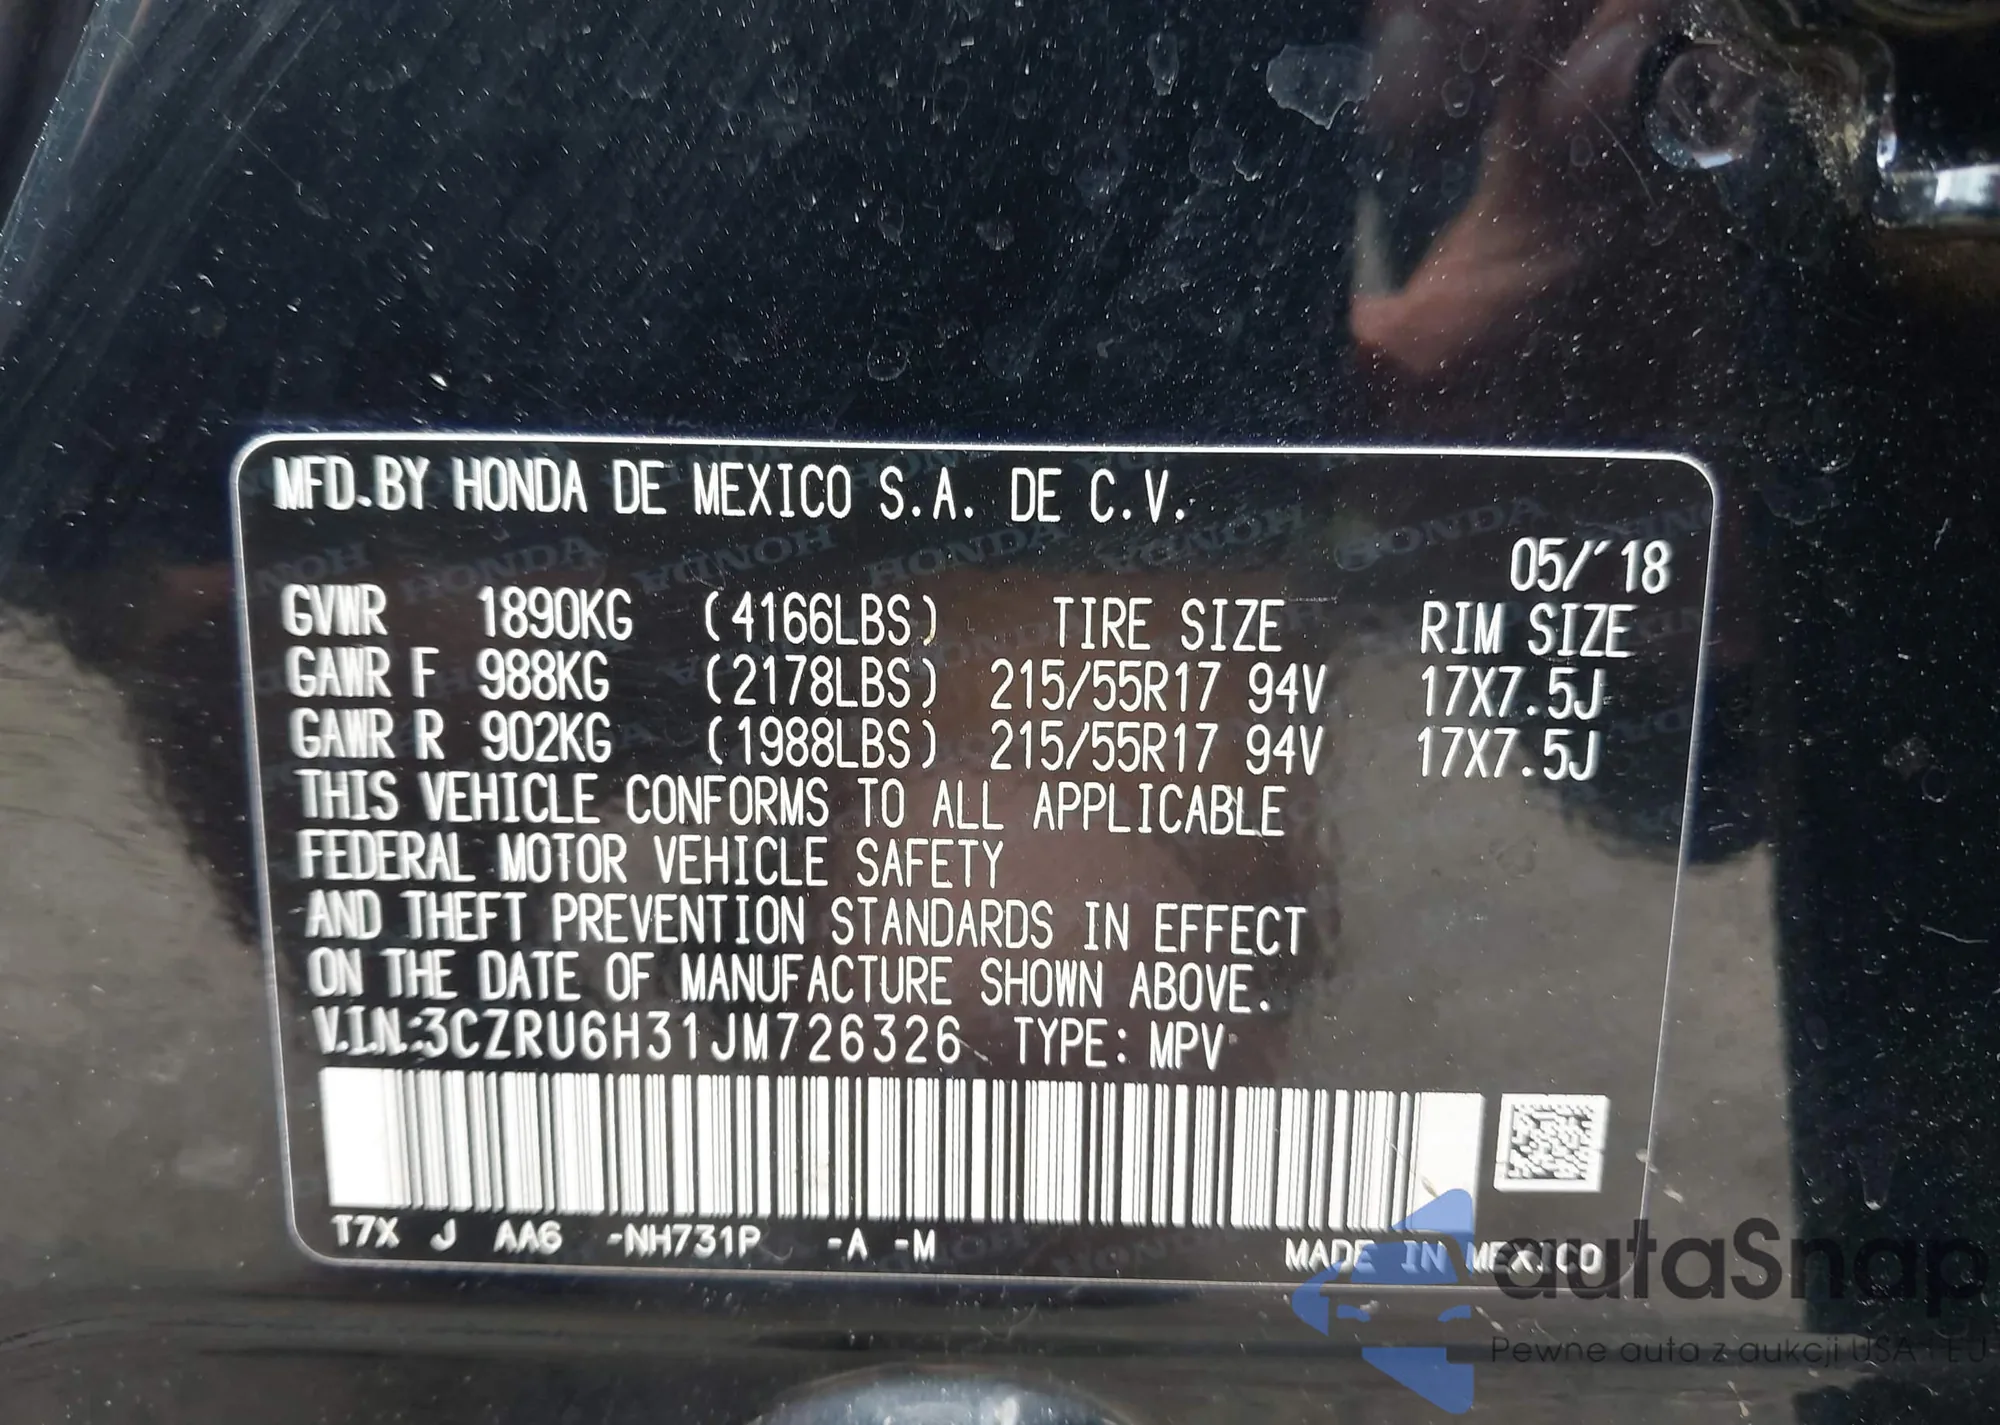 MFD.BY HONDA DE MEXICO S.A. DE C.V.
05/'18
GVWR 1890KG (4166LBS) TIRE SIZE RIM SIZE
GAWR F 988KG (2178LBS) 215/55R17 94V 17X7.5J
GAWR R 902KG (1988LBS) 215/55R17 94V 17X7.5J
THIS VEHICLE CONFORMS TO ALL APPLICABLE
FEDERAL MOTOR VEHICLE SAFETY
AND THEFT PREVENTION STANDARDS IN EFFECT
ON THE DATE OF MANUFACTURE SHOWN ABOVE.
V.I.N.:3CZRU6H31JM726326 TYPE: MPV
T7X J AA6 -NH731P -A -M
MADE IN MEXICO
autaSnap
Pewne auta z aukcji USA i EU